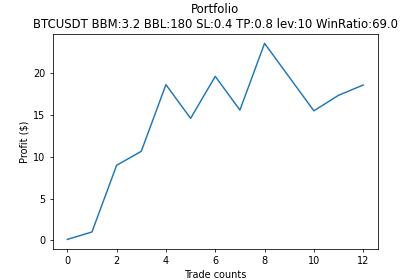 Portfolio
BTCUSDT BBM:3.2 BBL:180 SL:0.4 TP:0.8 lev:10 WinRatio:69.0
20
15
10
5
0
Profit ($)
0 2 4 6 8 10 12
Trade counts